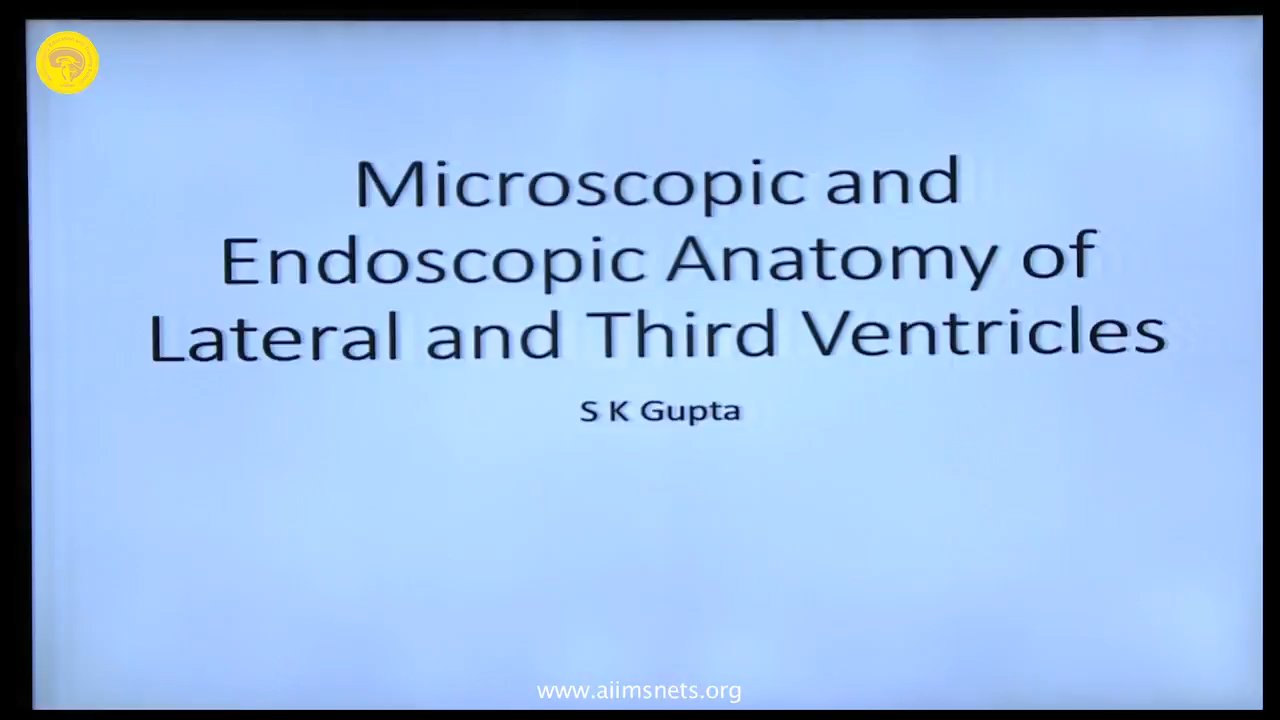 Microscopic and
Endoscopic Anatomy of
Lateral and Third Ventricles
S K Gupta
www.aiimsnets.org